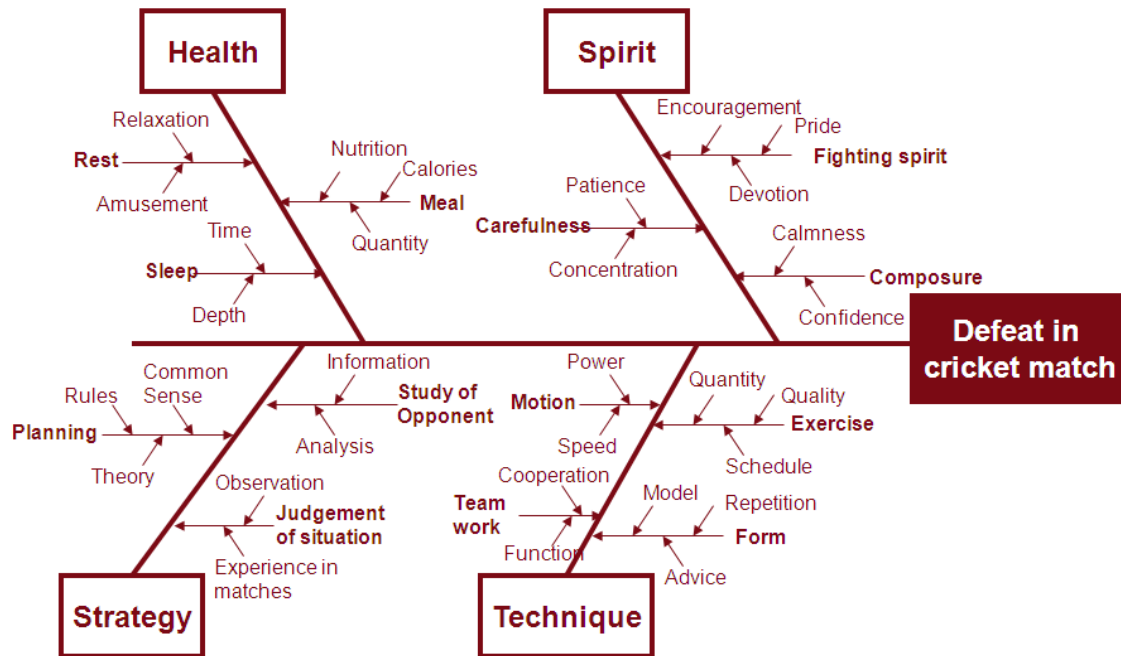 Health
Spirit
Relaxation
Rest
Amusement
Nutrition
Calories
Meal
Quantity
Time
Sleep
Depth
Encouragement
Pride
Fighting spirit
Devotion
Patience
Carefulness
Concentration
Calmness
Composure
Confidence
Defeat in
cricket match
Common
Sense
Rules
Planning
Theory
Information
Study of
Opponent
Analysis
Observation
Judgement
of situation
Experience in
matches
Strategy
Power
Motion
Speed
Quantity
Quality
Exercise
Schedule
Cooperation
Team
work
Function
Model
Repetition
Form
Advice
Technique